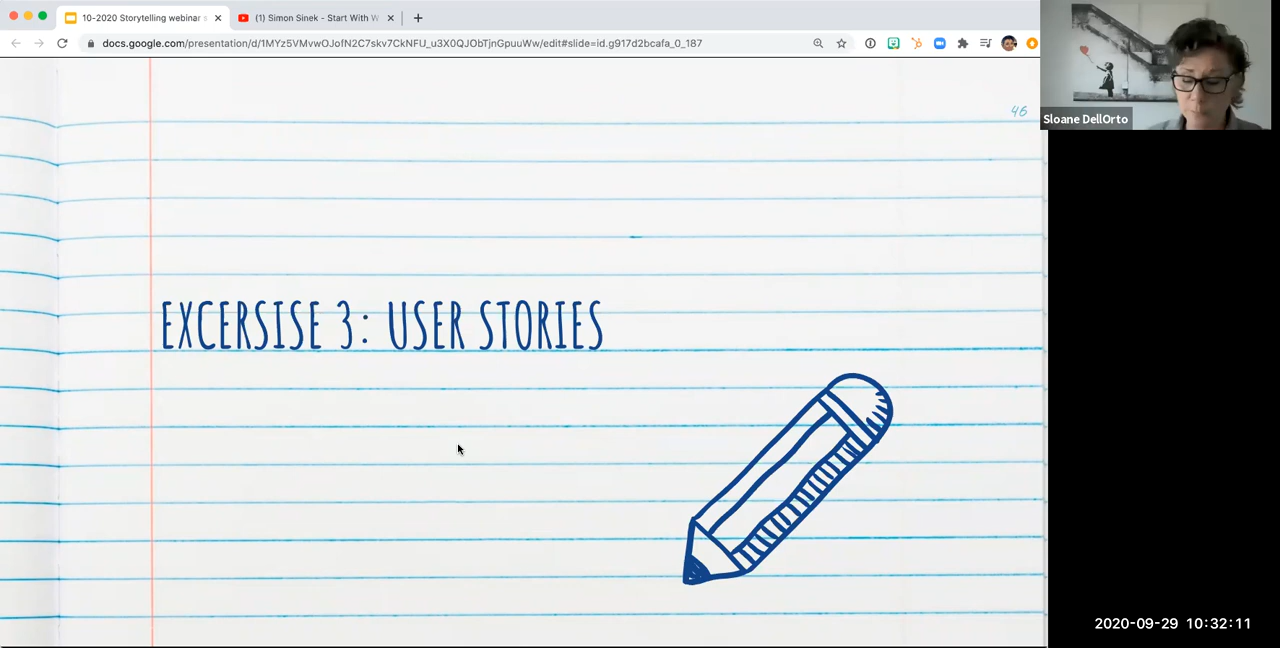 10-2020 Storytelling webinar s
(1) Simon Sinek - Start With W
docs.google.com/presentation/d/1MYz5VMvwOJofN2C7skv7CkNFU_u3X0QJObTjnGpuuWw/edit#slide=id.g917d2bcafa_0_187
Sloane DellOrto
46
EXCERSISE 3: USER STORIES
2020-09-29 10:32:11